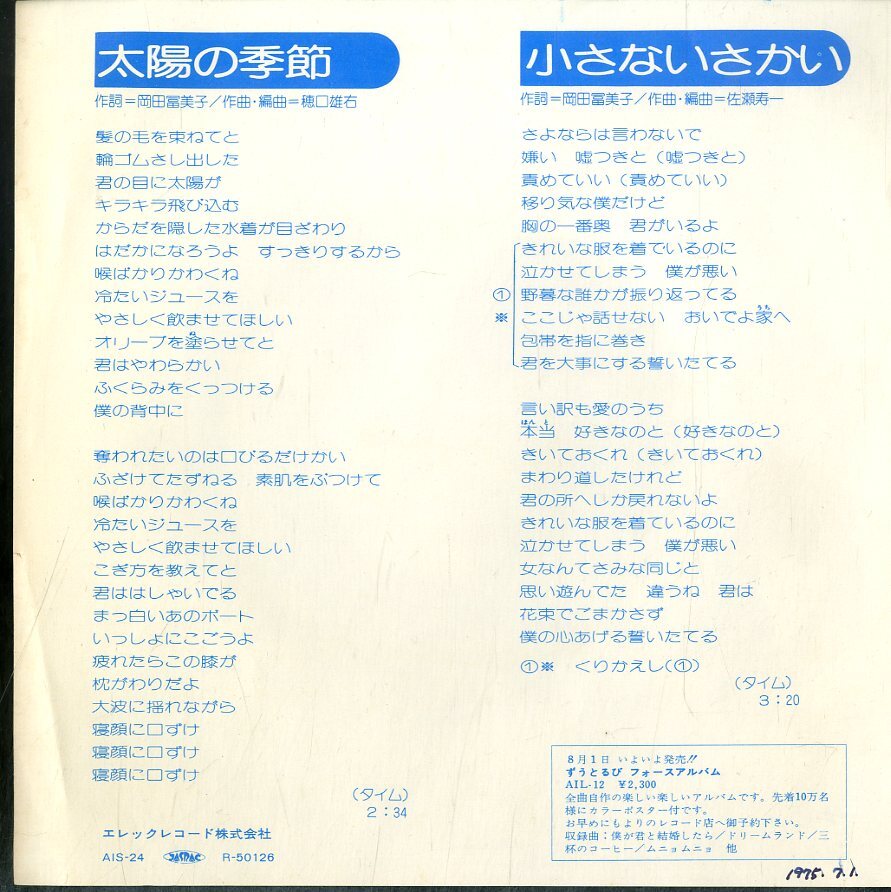 太陽の季節
作詞＝岡田冨美子／作曲・編曲＝穂口雄右
髪の毛を束ねてと
輪ゴムさし出した
君の目に太陽が
キラキラ飛び込む
からだを隠した水着が目ざわり
はだかになろうよ　すっきりするから
喉ばかりかわくね
冷たいジュースを
やさしく飲ませてほしい
オリーブを塗らせてと
君はやわらかい
ふくらみをくっつける
僕の背中に
奪われたいのは口びるだけかい
ふざけてたずねる　素肌をぶつけて
喉ばかりかわくね
冷たいジュースを
やさしく飲ませてほしい
こぎ方を教えてと
君ははしゃいでる
まっ白いあのボート
いっしょにこごうよ
疲れたらこの膝が
枕がわりだよ
大波に揺れながら
寝顔に口ずけ
寝顔に口ずけ
寝顔に口ずけ
(タイム)
2：34
エレックレコード株式会社
AIS-24 JASRAC R-50126
小さないさかい
作詞＝岡田冨美子／作曲・編曲＝佐瀬寿一
さよならは言わないで
嫌い　嘘つきと(嘘つきと)
責めていい(責めていい)
移り気な僕だけど
胸の一番奥　君がいるよ
きれいな服を着ているのに
泣かせてしまう　僕が悪い
① 野暮な誰かが振り返ってる
※ ここじゃ話せない　おいでよ家へ
包帯を指に巻き
君を大事にする誓いたてる
言い訳も愛のうち
本当　好きなのと(好きなのと)
きいておくれ(きいておくれ)
まわり道したけれど
君の所へしか戻れないよ
きれいな服を着ているのに
泣かせてしまう　僕が悪い
女なんてさみな同じと
思い遊んでた　違うね　君は
花束でごまかさず
僕の心あげる誓いたてる
①※　くりかえし(①)
(タイム)
3：20
8月1日 いよいよ発売!!
ずうとるび フォースアルバム
AIL-12 ¥2,300
全曲自作の楽しい楽しいアルバムです。先着10万名
様にカラーポスター付です。
お早めにもよりのレコード店へ御予約下さい。
収録曲：僕が君と結婚したら／ドリームランド／三
杯のコーヒー／ムニョムニョ　他
1975.7.1.